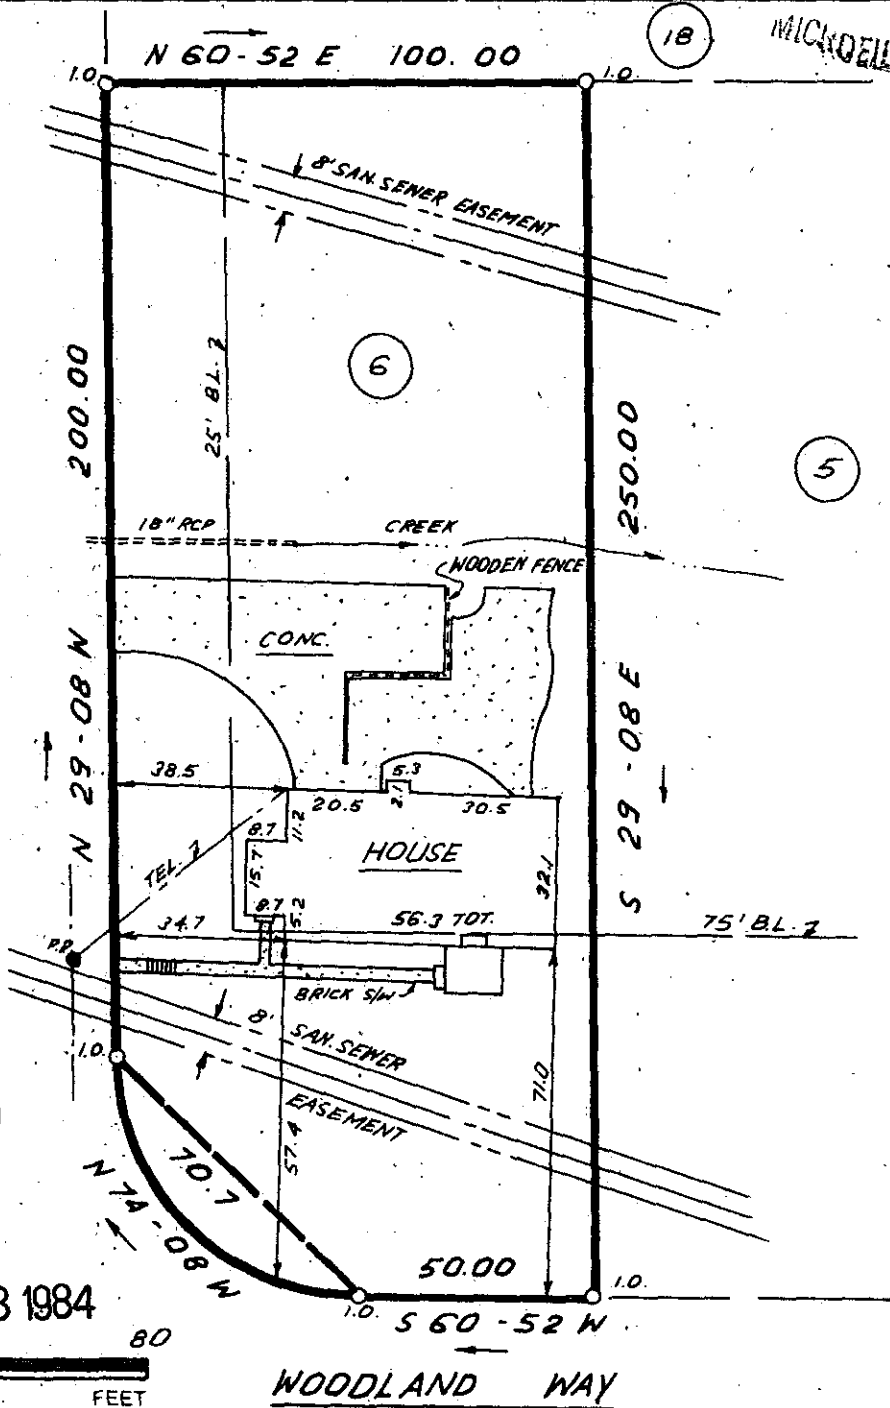 N 60-52 E 100.00
18
1.0.
1.0.
8' SAN. SEWER EASEMENT
200.00
25' B.L.
6
250.00
5
18" RCP
CREEK
WOODEN FENCE
CONC.
N 29-08 W
S 29-08 E
38.5
5.3
2.1
20.5
30.5
11.2
8.7
HOUSE
15.7
TEL.
32.1
8.7
5.2
34.7
56.3 TOT.
75' B.L.
P.P.
BRICK S/W
8' SAN. SEWER
EASEMENT
1.0.
71.0
57.4
70.7
N 74-08 W
50.00
1.0.
1.0.
S 60-52 W
1984
80
FEET
WOODLAND WAY